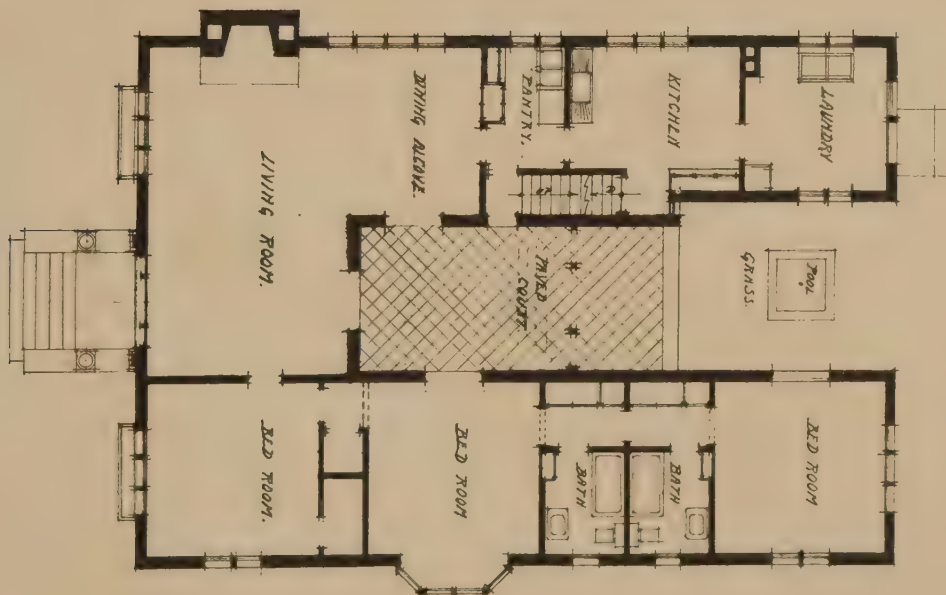 LIVING ROOM.
DINING ALCOVE.
PANTRY.
KITCHEN
LAUNDRY
PAVED
COURT
GRASS.
POOL
BED ROOM.
BED ROOM
BATH
BATH
BED ROOM